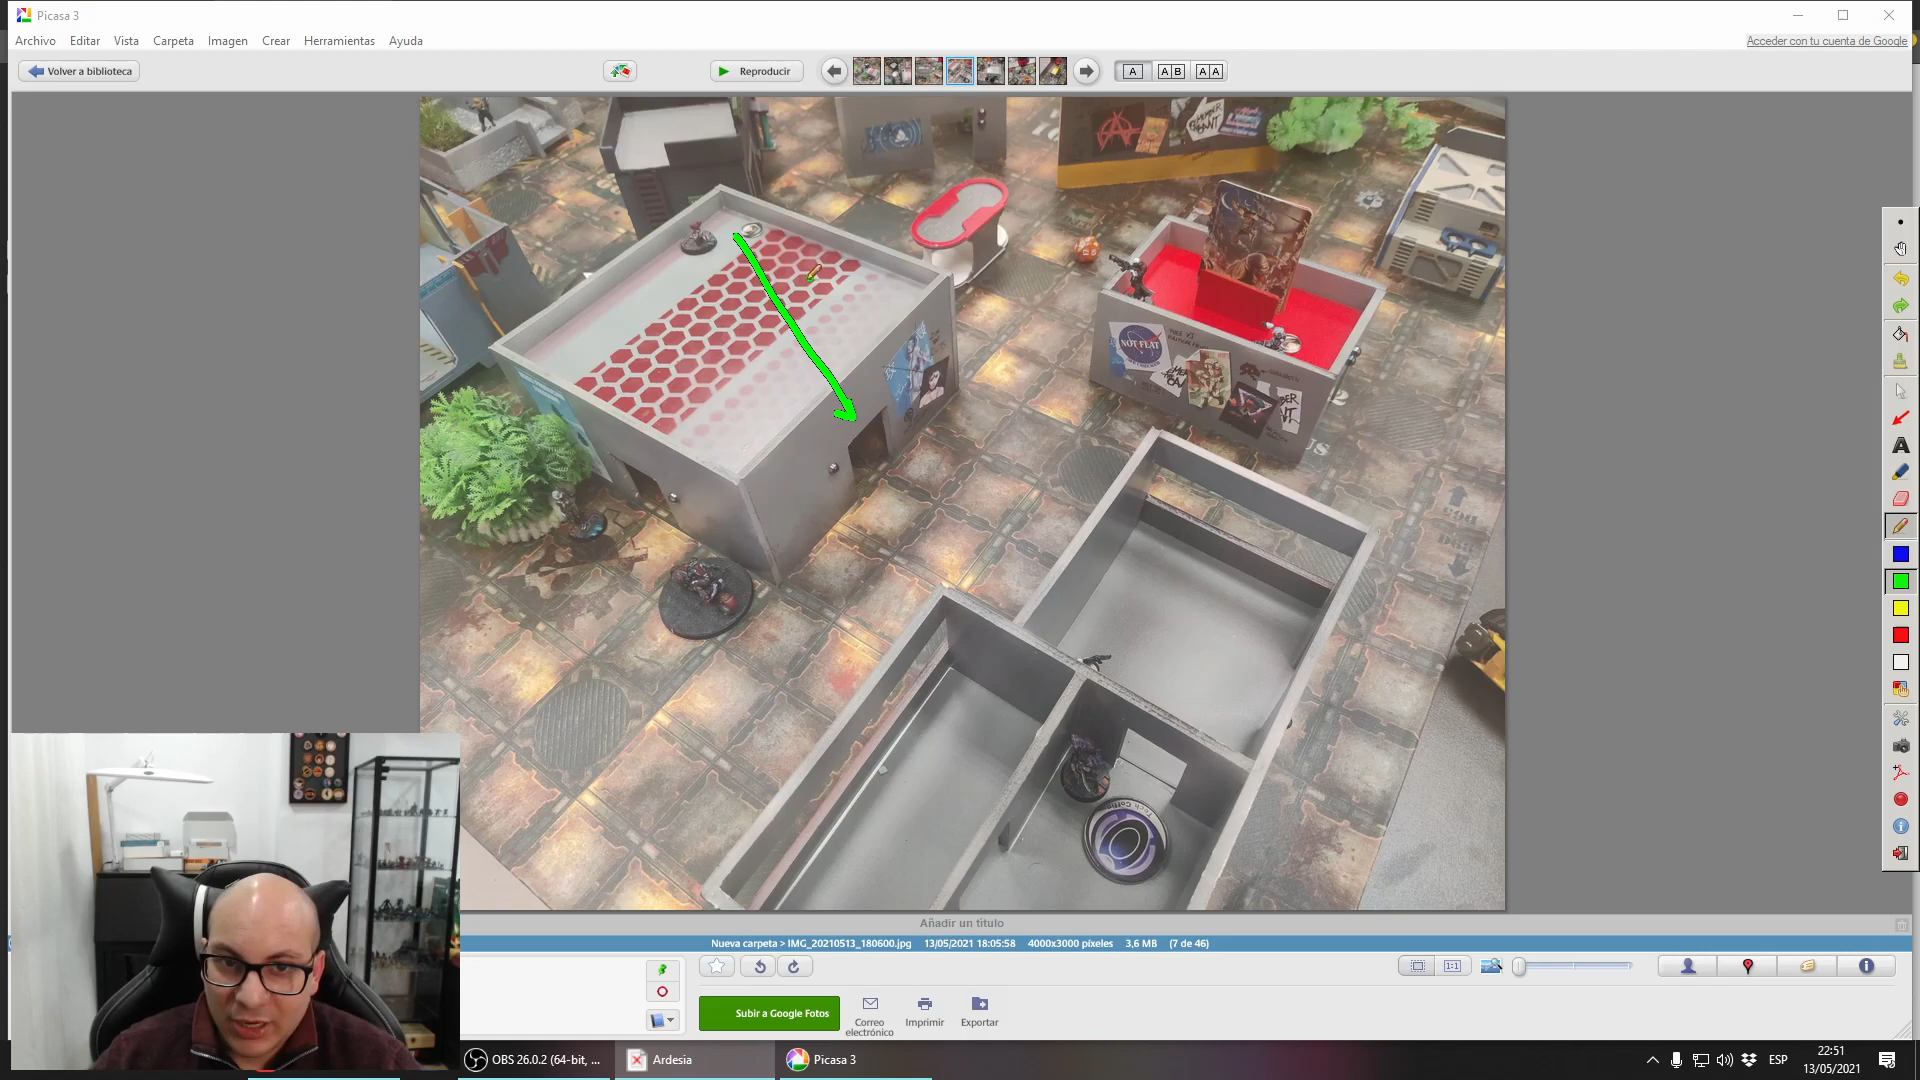 Picasa 3
Archivo Editar Vista Carpeta Imagen Crear Herramientas Ayuda
Acceder con tu cuenta de Google
Volver a biblioteca
Reproducir
A
A B
A A
NOT FLAT
Añadir un título
Nueva carpeta > IMG_20210513_180600.jpg 13/05/2021 18:05:58 4000x3000 píxeles 3,6 MB (7 de 46)
1:1
Subir a Google Fotos
Correo electrónico
Imprimir
Exportar
OBS 26.0.2 (64-bit, ...
Ardesia
Picasa 3
ESP
22:51
13/05/2021